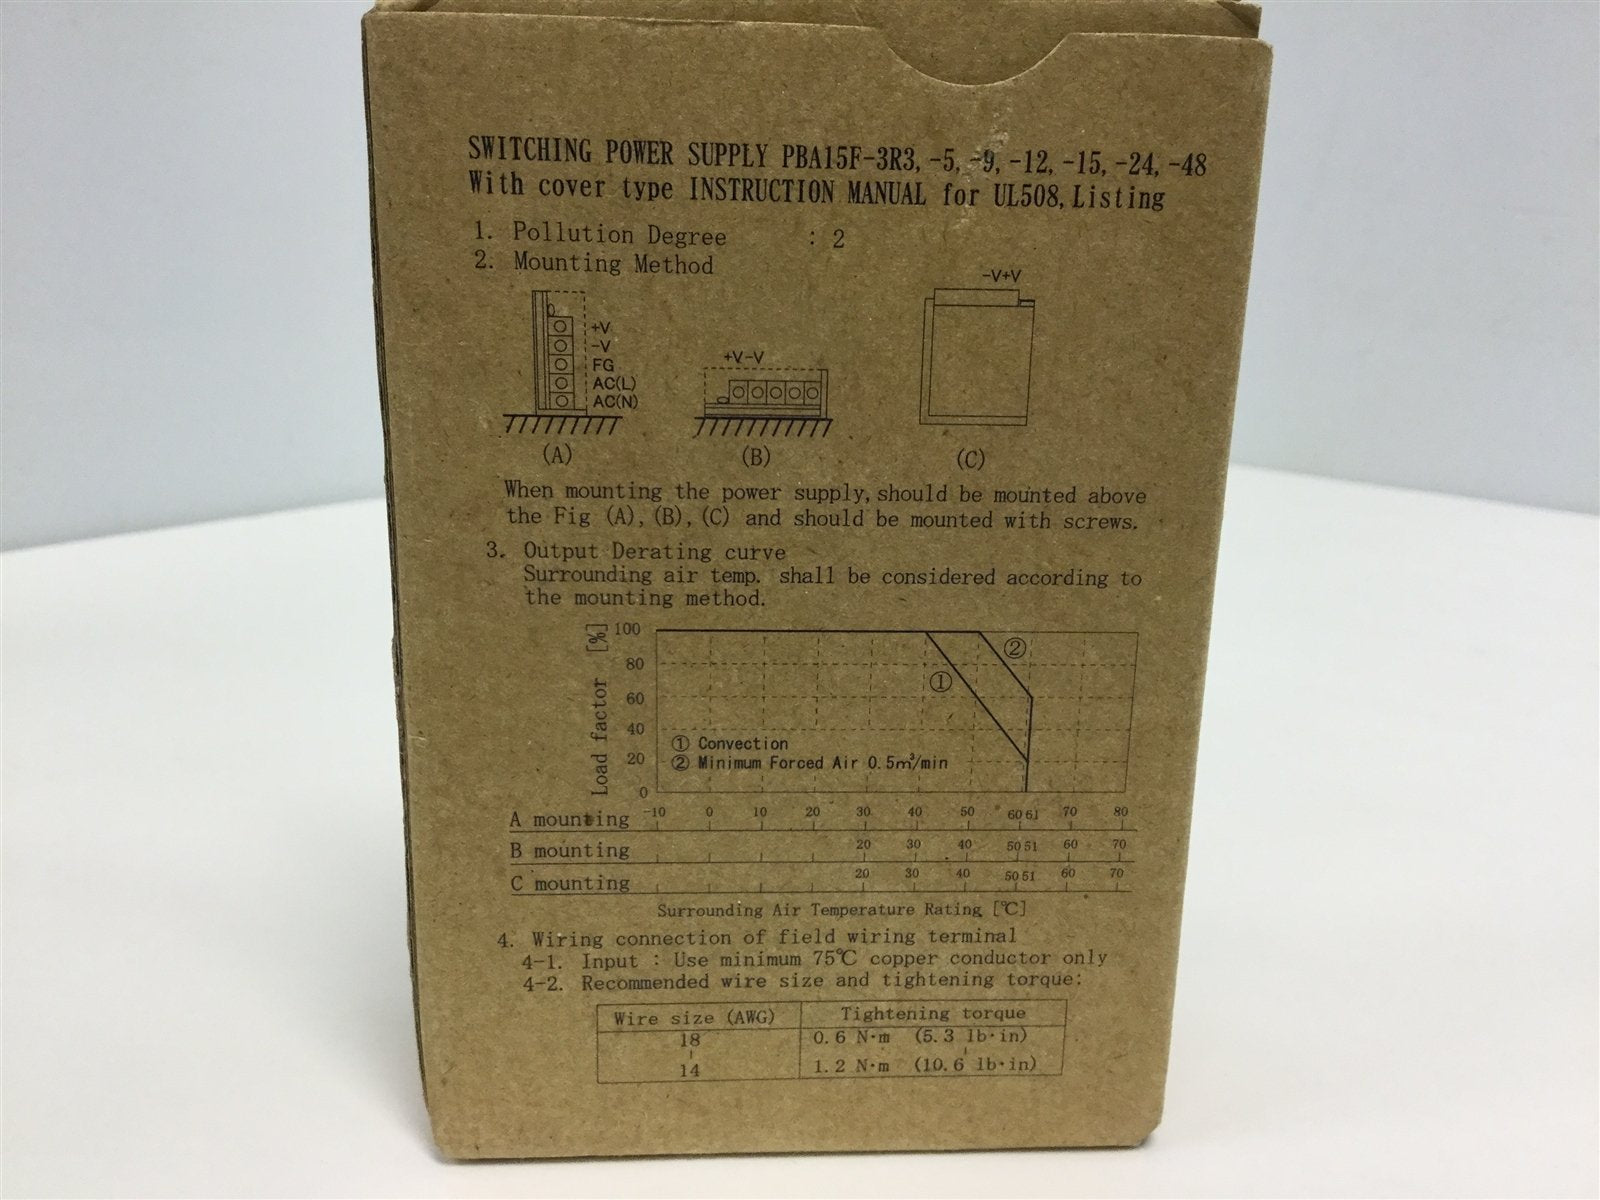 SWITCHING POWER SUPPLY PBA15F-3R3, -5, -9, -12, -15, -24, -48
With cover type INSTRUCTION MANUAL for UL508, Listing
1. Pollution Degree : 2
2. Mounting Method
+V
-V
FG
AC(L)
AC(N)
(A)
+V-V
(B)
-V+V
(C)
When mounting the power supply, should be mounted above
the Fig (A), (B), (C) and should be mounted with screws.
3. Output Derating curve
Surrounding air temp. shall be considered according to
the mounting method.
Load factor [%]
100
80
60
40
20
0
①
②
① Convection
② Minimum Forced Air 0.5m³/min
A mounting -10 0 10 20 30 40 50 60 61 70 80
B mounting 20 30 40 50 51 60 70
C mounting 20 30 40 50 51 60 70
Surrounding Air Temperature Rating [℃]
4. Wiring connection of field wiring terminal
4-1. Input : Use minimum 75℃ copper conductor only
4-2. Recommended wire size and tightening torque:
Wire size (AWG) Tightening torque
18 0.6 N·m (5.3 lb·in)
14 1.2 N·m (10.6 lb·in)